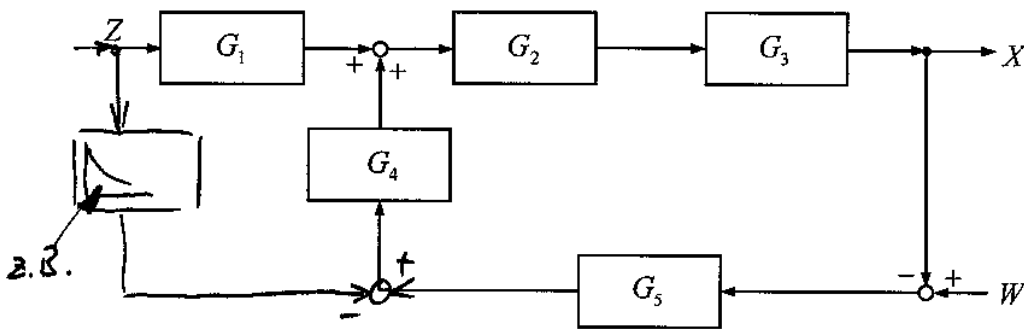 Z G₁ + + G₂ G₃ X
G₄
z.B.
+ - G₅ - + W